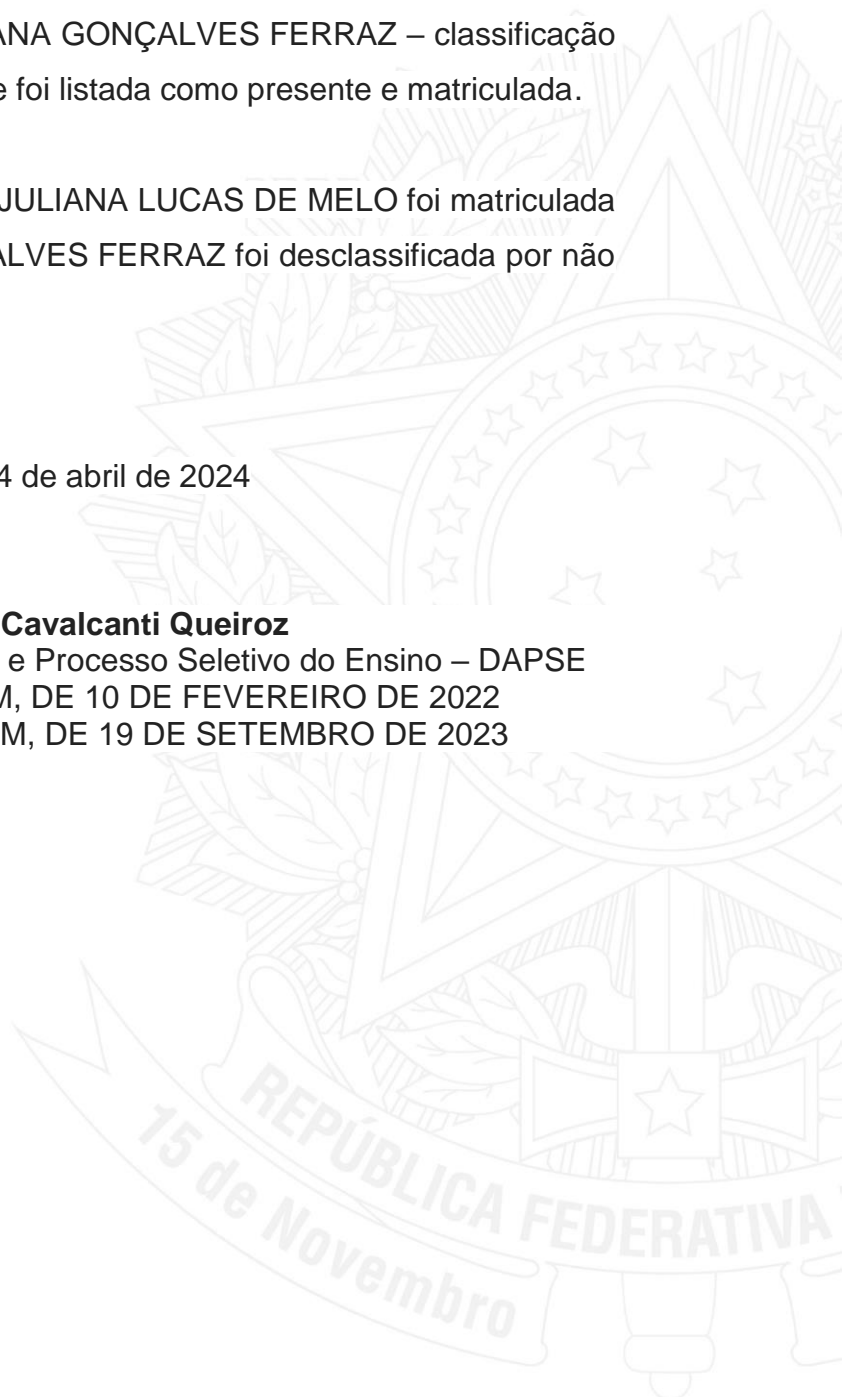 ANA GONÇALVES FERRAZ – classificação
e foi listada como presente e matriculada.
JULIANA LUCAS DE MELO foi matriculada
ALVES FERRAZ foi desclassificada por não
4 de abril de 2024
Cavalcanti Queiroz
e Processo Seletivo do Ensino – DAPSE
M, DE 10 DE FEVEREIRO DE 2022
M, DE 19 DE SETEMBRO DE 2023
REPÚBLICA FEDERATIVA
15 de Novembro